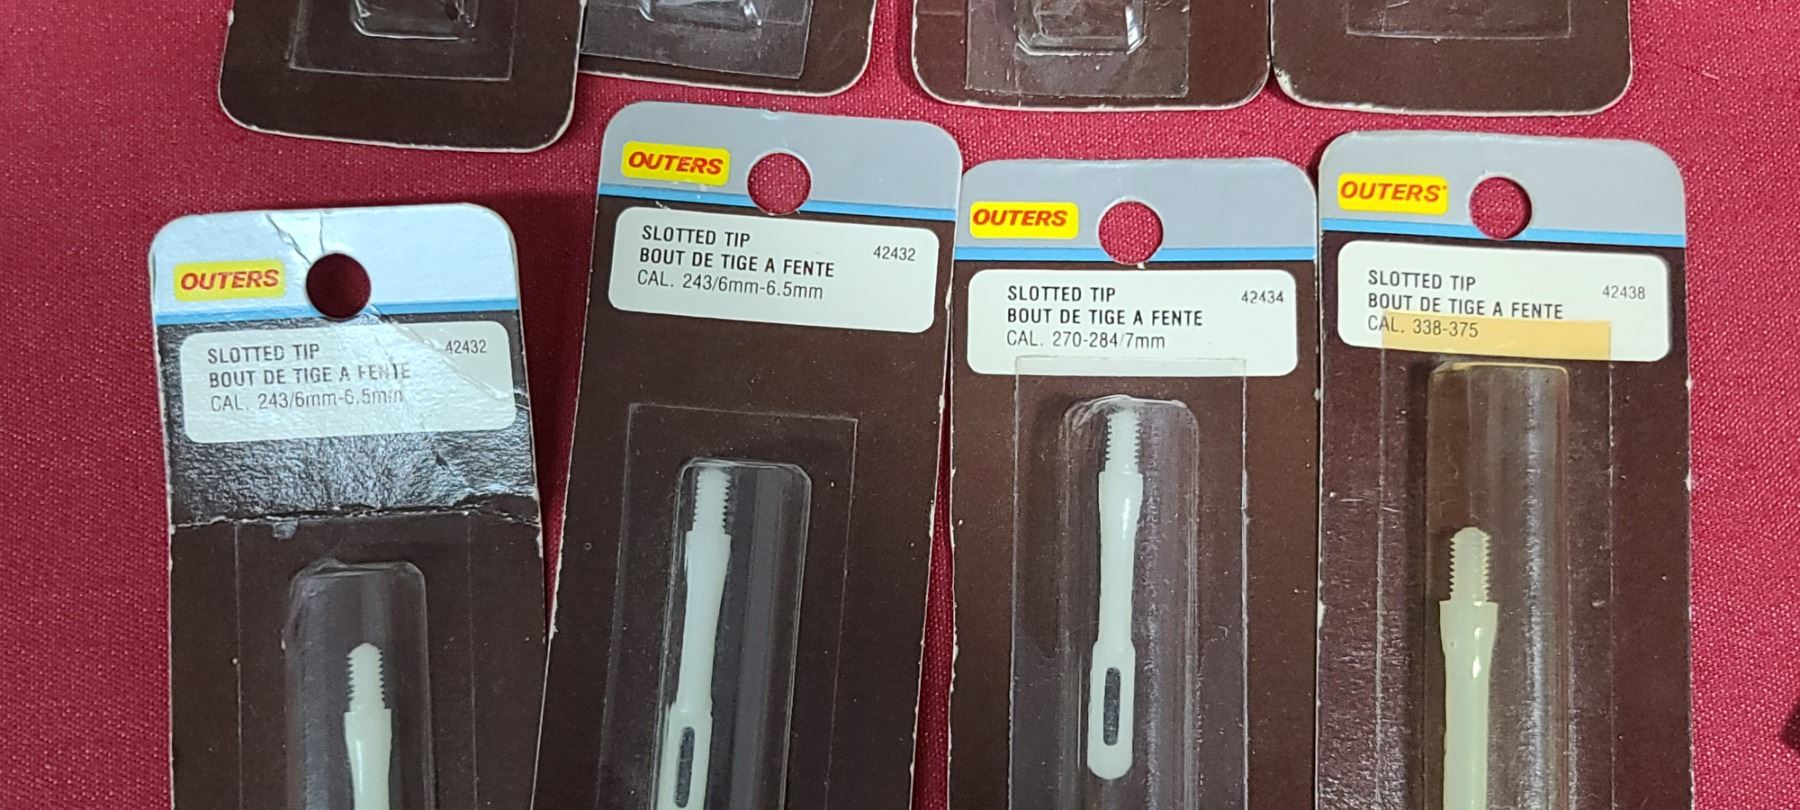 OUTERS
SLOTTED TIP 42432
BOUT DE TIGE A FENTE
CAL. 243/6mm-6.5mm
OUTERS
SLOTTED TIP 42432
BOUT DE TIGE A FENTE
CAL. 243/6mm-6.5mm
OUTERS
SLOTTED TIP 42434
BOUT DE TIGE A FENTE
CAL. 270-284/7mm
OUTERS
SLOTTED TIP 42438
BOUT DE TIGE A FENTE
CAL. 338-375